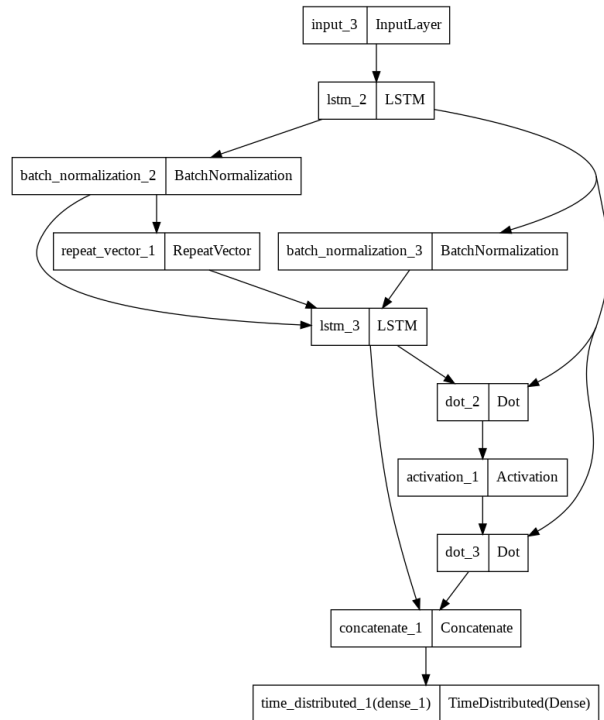 input_3 InputLayer
lstm_2 LSTM
batch_normalization_2 BatchNormalization
repeat_vector_1 RepeatVector
batch_normalization_3 BatchNormalization
lstm_3 LSTM
dot_2 Dot
activation_1 Activation
dot_3 Dot
concatenate_1 Concatenate
time_distributed_1(dense_1) TimeDistributed(Dense)